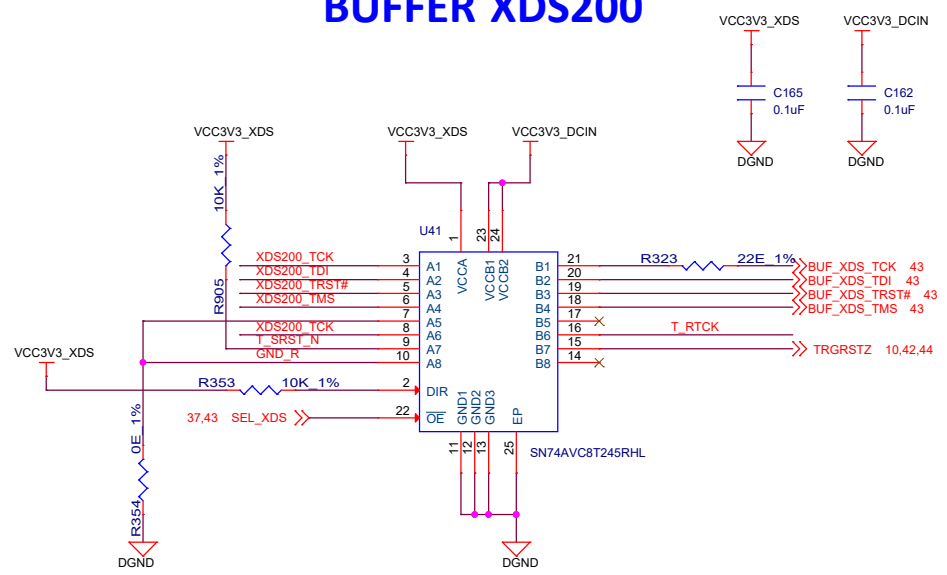 BUFFER XDS200
VCC3V3_XDS
VCC3V3_DCIN
C165
0.1uF
C162
0.1uF
DGND
DGND
VCC3V3_XDS
VCC3V3_XDS
VCC3V3_DCIN
10K_1%
R905
U41
1
23
24
VCCA
VCCB1
VCCB2
XDS200_TCK 3 A1
XDS200_TDI 4 A2
XDS200_TRST# 5 A3
XDS200_TMS 6 A4
7 A5
XDS200_TCK 8 A6
T_SRST_N 9 A7
GND_R 10 A8
B1 21 R323 22E_1% BUF_XDS_TCK 43
B2 20 BUF_XDS_TDI 43
B3 19 BUF_XDS_TRST# 43
B4 18 BUF_XDS_TMS 43
B5 17
B6 16 T_RTCK
B7 15 TRGRSTZ 10,42,44
B8 14
VCC3V3_XDS
R353 10K_1% 2 DIR
37,43 SEL_XDS 22 OE
GND1
GND2
GND3
EP
11
12
13
25
SN74AVC8T245RHL
0E_1%
R354
DGND
DGND